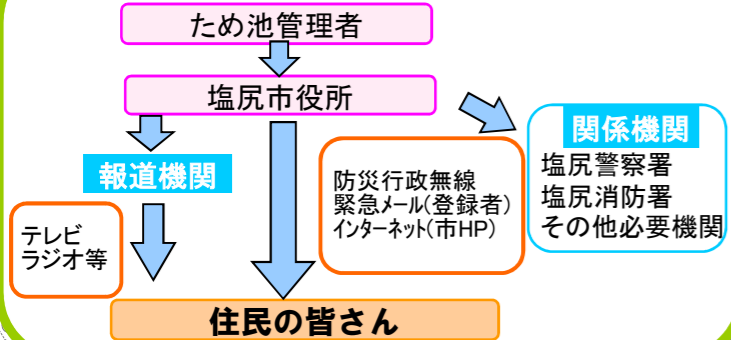 ため池管理者
塩尻市役所
報道機関
テレビ
ラジオ等
防災行政無線
緊急メール(登録者)
インターネット(市HP)
関係機関
塩尻警察署
塩尻消防署
その他必要機関
住民の皆さん